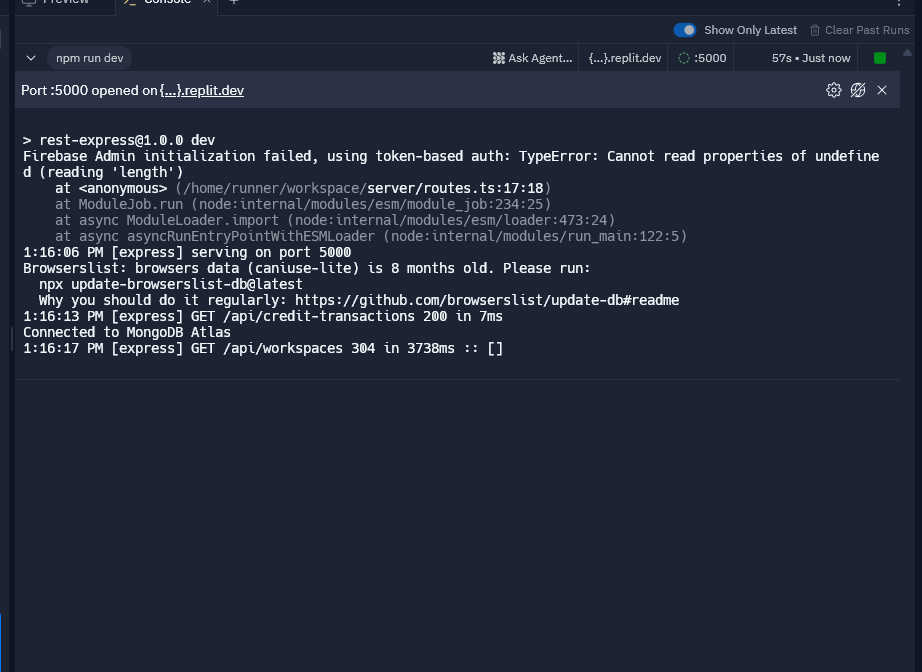 Preview
Console
Show Only Latest
Clear Past Runs
npm run dev
Ask Agent...
{...}.replit.dev
:5000
57s • Just now
Port :5000 opened on {...}.replit.dev
> rest-express@1.0.0 dev
Firebase Admin initialization failed, using token-based auth: TypeError: Cannot read properties of undefine
d (reading 'length')
    at <anonymous> (/home/runner/workspace/server/routes.ts:17:18)
    at ModuleJob.run (node:internal/modules/esm/module_job:234:25)
    at async ModuleLoader.import (node:internal/modules/esm/loader:473:24)
    at async asyncRunEntryPointWithESMLoader (node:internal/modules/run_main:122:5)
1:16:06 PM [express] serving on port 5000
Browserslist: browsers data (caniuse-lite) is 8 months old. Please run:
  npx update-browserslist-db@latest
  Why you should do it regularly: https://github.com/browserslist/update-db#readme
1:16:13 PM [express] GET /api/credit-transactions 200 in 7ms
Connected to MongoDB Atlas
1:16:17 PM [express] GET /api/workspaces 304 in 3738ms :: []